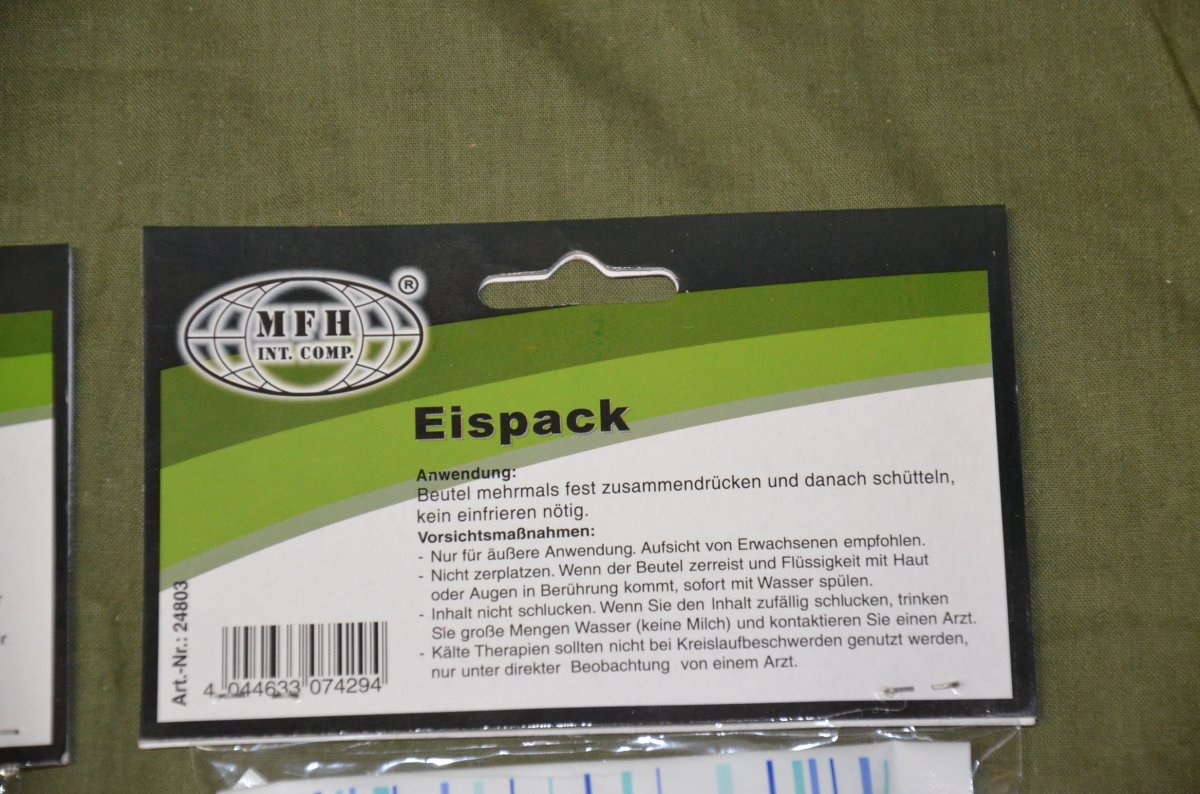 MFH
INT. COMP.
®
Eispack
Anwendung:
Beutel mehrmals fest zusammendrücken und danach schütteln,
kein einfrieren nötig.
Vorsichtsmaßnahmen:
- Nur für äußere Anwendung. Aufsicht von Erwachsenen empfohlen.
- Nicht zerplatzen. Wenn der Beutel zerreist und Flüssigkeit mit Haut
oder Augen in Berührung kommt, sofort mit Wasser spülen.
- Inhalt nicht schlucken. Wenn Sie den Inhalt zufällig schlucken, trinken
Sie große Mengen Wasser (keine Milch) und kontaktieren Sie einen Arzt.
- Kälte Therapien sollten nicht bei Kreislaufbeschwerden genutzt werden,
nur unter direkter Beobachtung von einem Arzt.
Art.-Nr.: 24803
4 044633 074294